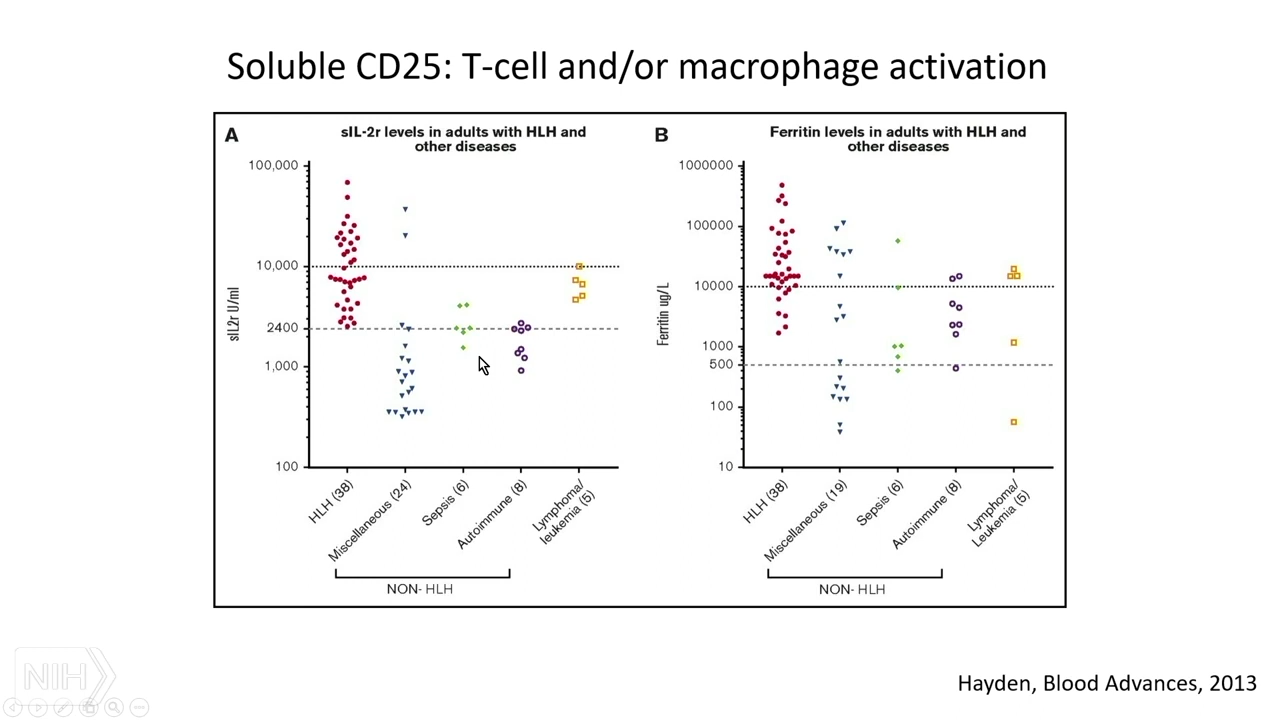 Soluble CD25: T-cell and/or macrophage activation
A
sIL-2r levels in adults with HLH and
other diseases
100,000
10,000
2400
1,000
100
sIL2r U/ml
HLH (38)
Miscellaneous (24)
Sepsis (6)
Autoimmune (8)
Lymphoma/
leukemia (5)
NON- HLH
B
Ferritin levels in adults with HLH and
other diseases
1000000
100000
10000
1000
500
100
10
Ferritin ug/L
HLH (38)
Miscellaneous (19)
Sepsis (6)
Autoimmune (8)
Lymphoma/
Leukemia (5)
NON- HLH
NIH
Hayden, Blood Advances, 2013